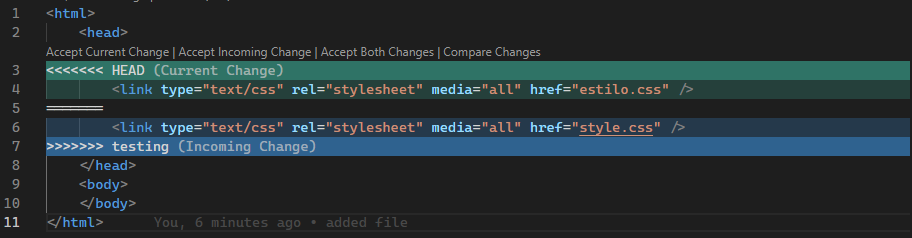 1 <html>
2 <head>
Accept Current Change | Accept Incoming Change | Accept Both Changes | Compare Changes
3 <<<<<<< HEAD (Current Change)
4 <link type="text/css" rel="stylesheet" media="all" href="estilo.css" />
5 =======
6 <link type="text/css" rel="stylesheet" media="all" href="style.css" />
7 >>>>>>> testing (Incoming Change)
8 </head>
9 <body>
10 </body>
11 </html> You, 6 minutes ago • added file